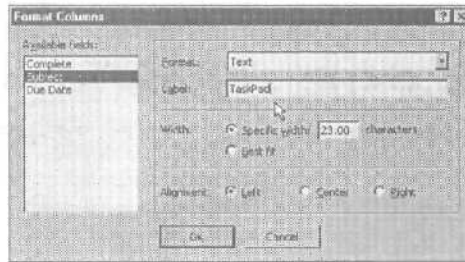 Format Columns
Available fields:
Complete
Subject
Due Date
Format: Text
Label: TaskPad
Width: Specific width: 23.00 characters
Best fit
Alignment: Left Center Right
OK Cancel